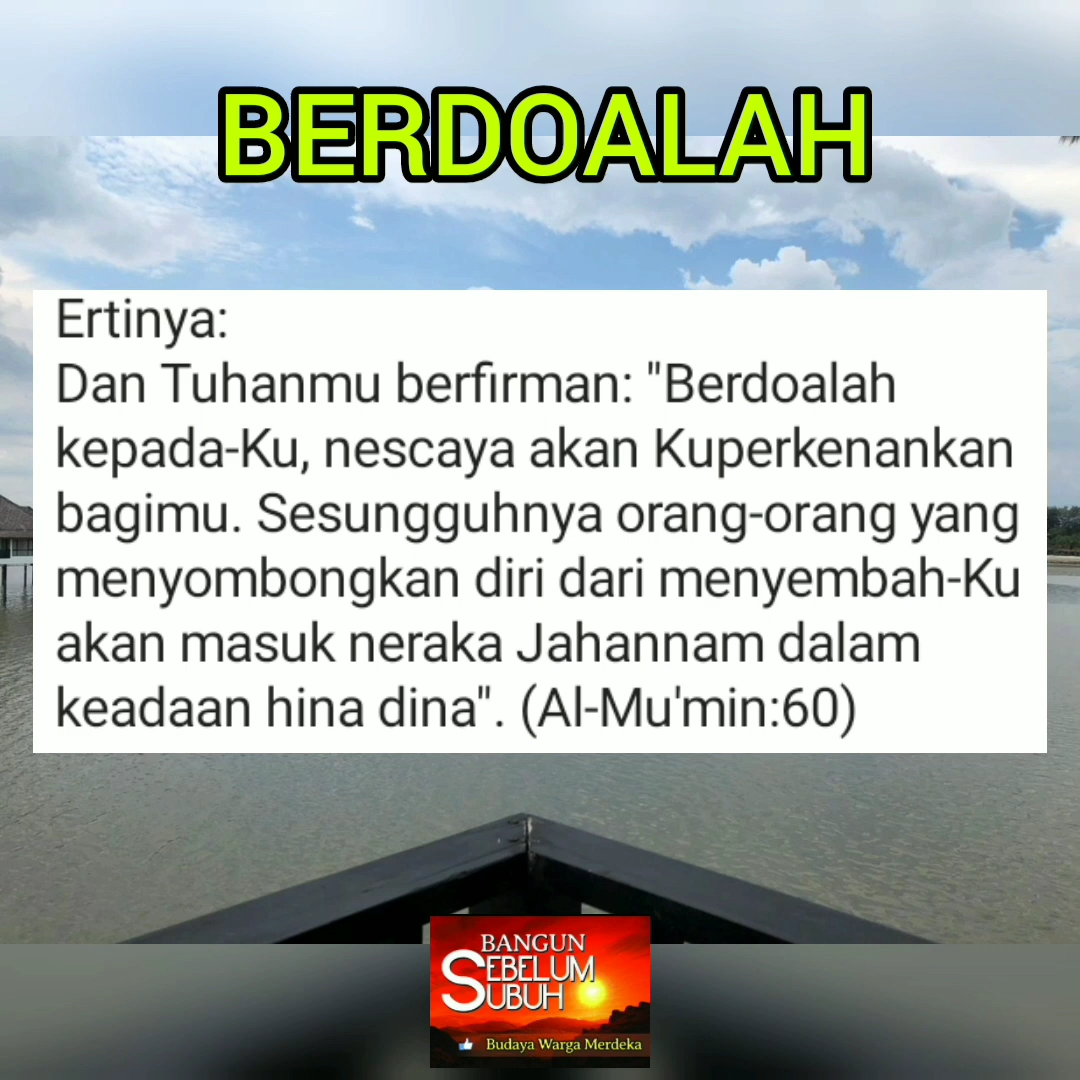 BERDOALAH
Ertinya:
Dan Tuhanmu berfirman: "Berdoalah
kepada-Ku, nescaya akan Kuperkenankan
bagimu. Sesungguhnya orang-orang yang
menyombongkan diri dari menyembah-Ku
akan masuk neraka Jahannam dalam
keadaan hina dina". (Al-Mu'min:60)
BANGUN
SEBELUM
SUBUH
Budaya Warga Merdeka